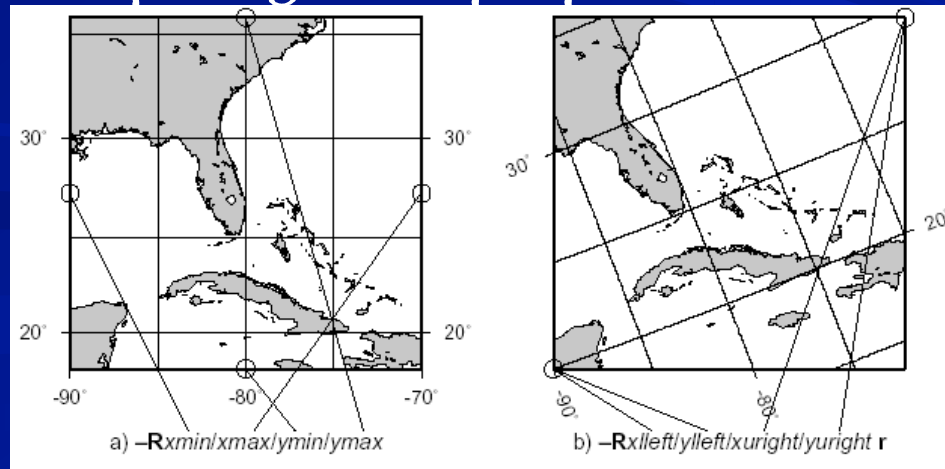 30° 30°
20° 20°
-90° -80° -70°
a) –Rxmin/xmax/ymin/ymax
30°
20°
-90° -80°
b) –Rxlleft/ylleft/xuright/yuright r